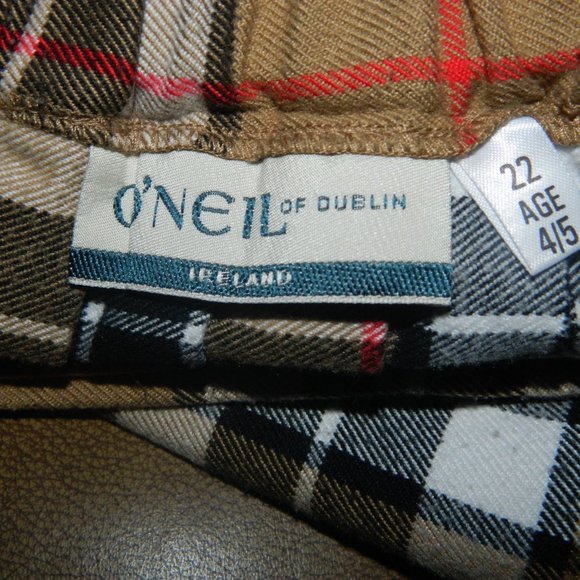 O'NEIL OF DUBLIN
IRELAND
22
AGE
4/5